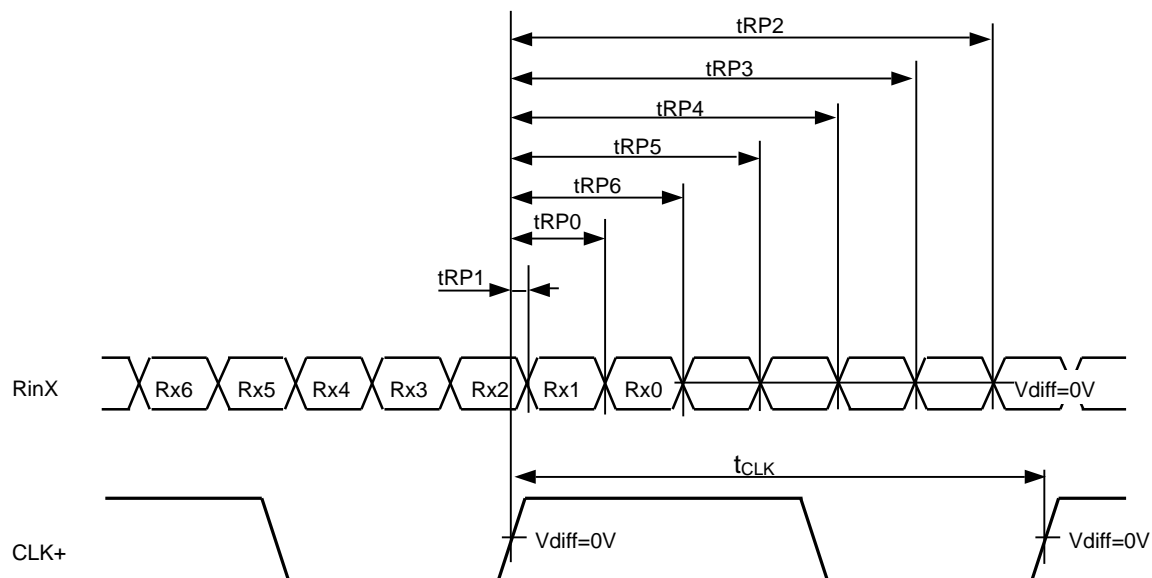 tRP2
tRP3
tRP4
tRP5
tRP6
tRP0
tRP1
RinX Rx6 Rx5 Rx4 Rx3 Rx2 Rx1 Rx0 Vdiff=0V
tCLK
CLK+ Vdiff=0V Vdiff=0V